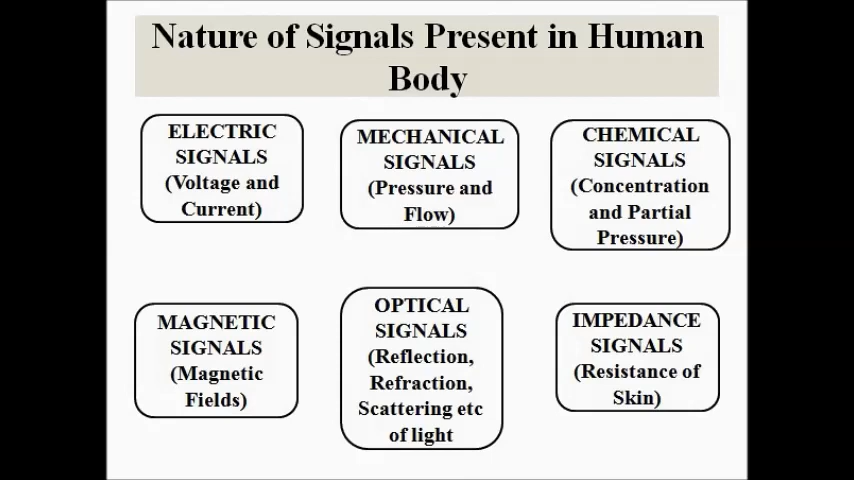 Nature of Signals Present in Human
Body
ELECTRIC
SIGNALS
(Voltage and
Current)
MECHANICAL
SIGNALS
(Pressure and
Flow)
CHEMICAL
SIGNALS
(Concentration
and Partial
Pressure)
MAGNETIC
SIGNALS
(Magnetic
Fields)
OPTICAL
SIGNALS
(Reflection,
Refraction,
Scattering etc
of light
IMPEDANCE
SIGNALS
(Resistance of
Skin)